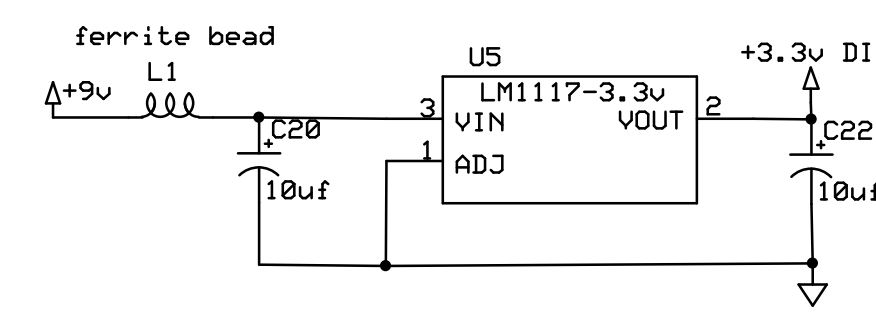 ferrite bead
L1
+9v
U5
LM1117-3.3v
+3.3v DI
3
VIN
VOUT
2
C20
+
1
ADJ
10uf
C22
+
10uf